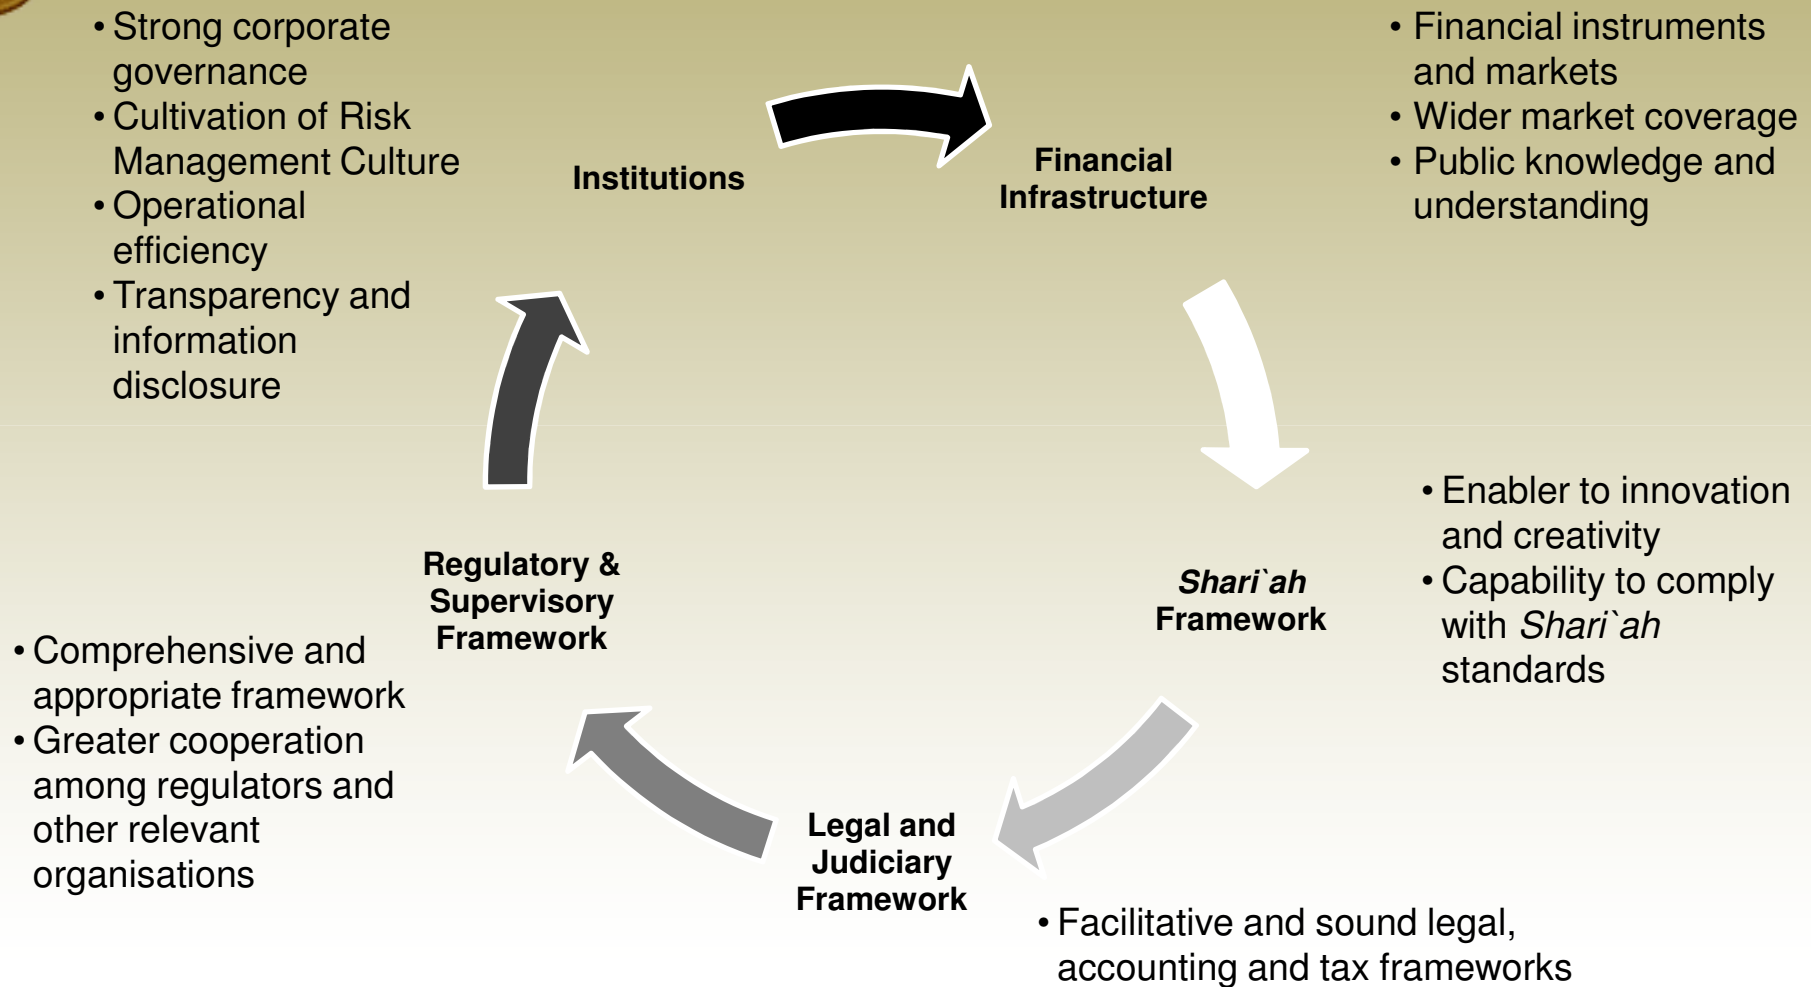 • Strong corporate
governance
• Cultivation of Risk
Management Culture
• Operational
efficiency
• Transparency and
information
disclosure
Institutions
Financial
Infrastructure
• Financial instruments
and markets
• Wider market coverage
• Public knowledge and
understanding
Shari`ah
Framework
• Enabler to innovation
and creativity
• Capability to comply
with Shari`ah
standards
Legal and
Judiciary
Framework
• Facilitative and sound legal,
accounting and tax frameworks
Regulatory &
Supervisory
Framework
• Comprehensive and
appropriate framework
• Greater cooperation
among regulators and
other relevant
organisations